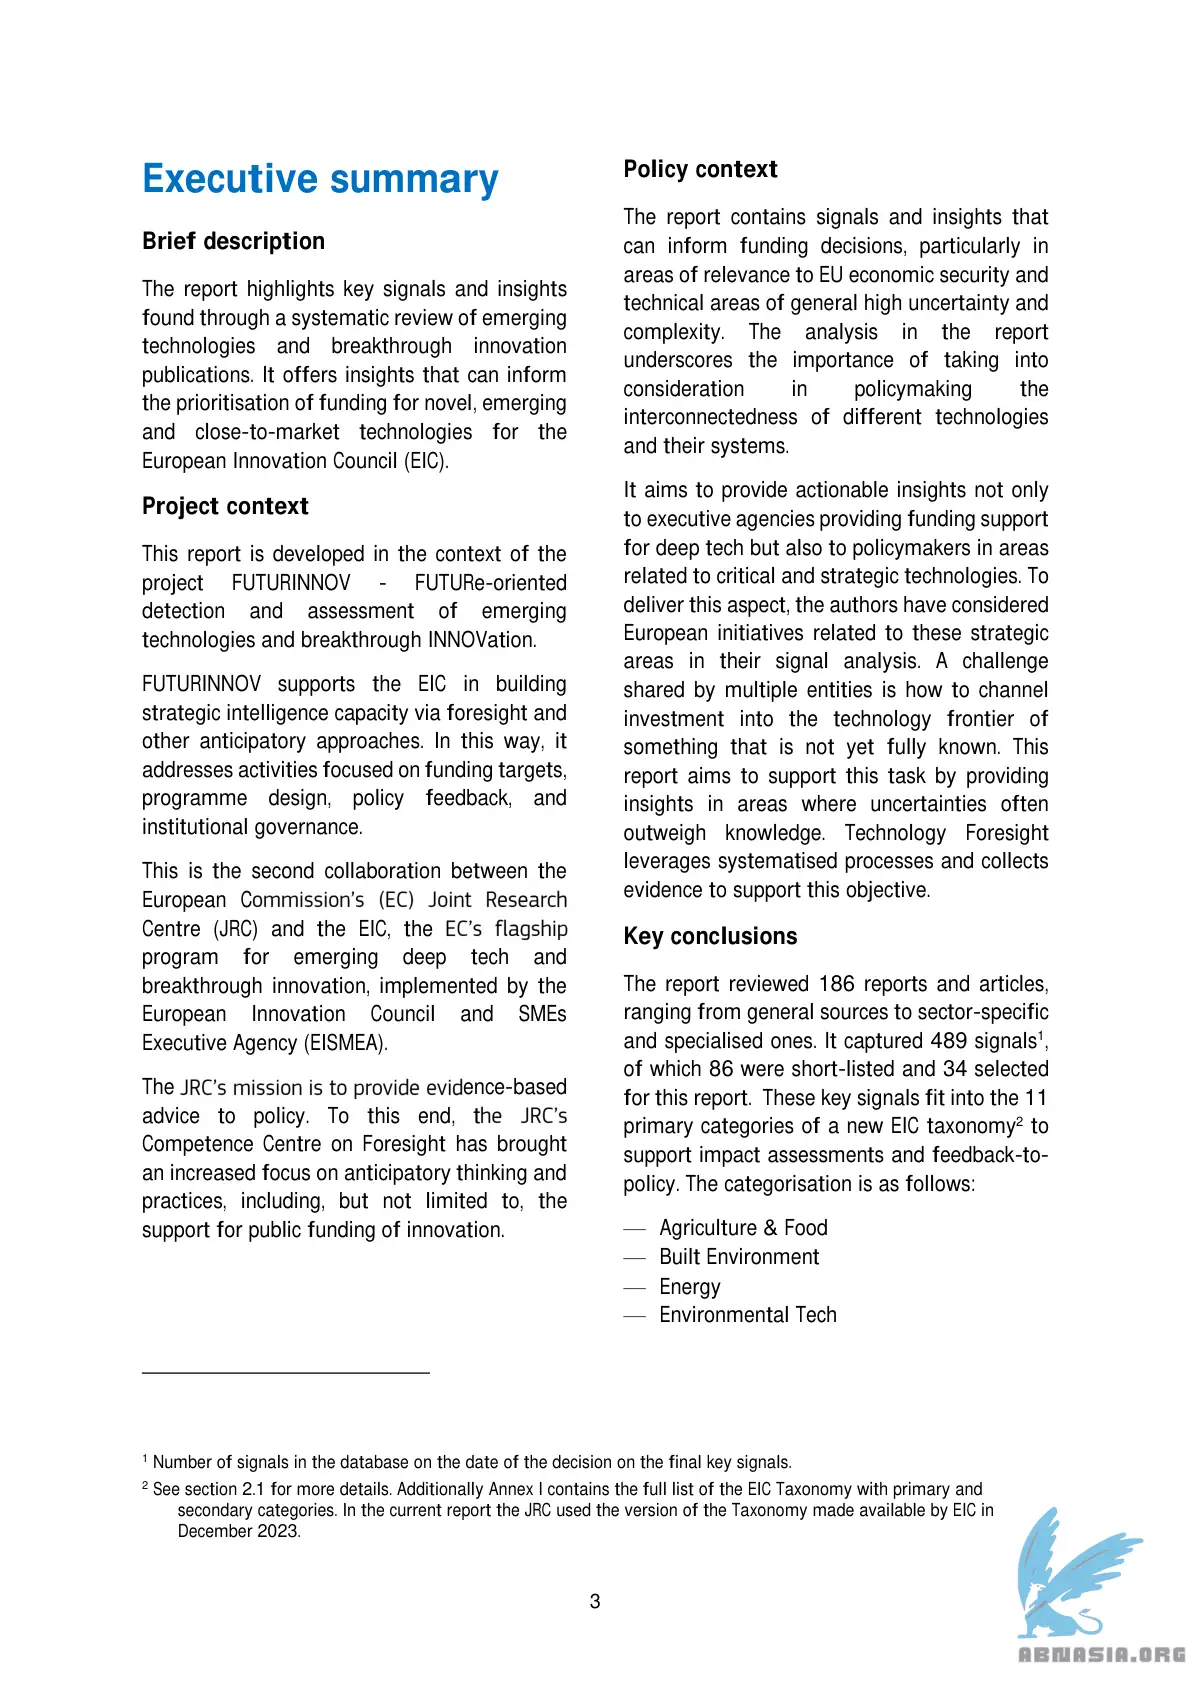 Executive summary
Brief description
The report highlights key signals and insights
found through a systematic review of emerging
technologies and breakthrough innovation
publications. It offers insights that can inform
the prioritisation of funding for novel, emerging
and close-to-market technologies for the
European Innovation Council (EIC).
Project context
This report is developed in the context of the
project FUTURINNOV - FUTURe-oriented
detection and assessment of emerging
technologies and breakthrough INNOVation.
FUTURINNOV supports the EIC in building
strategic intelligence capacity via foresight and
other anticipatory approaches. In this way, it
addresses activities focused on funding targets,
programme design, policy feedback, and
institutional governance.
This is the second collaboration between the
European Commission’s (EC) Joint Research
Centre (JRC) and the EIC, the EC’s flagship
program for emerging deep tech and
breakthrough innovation, implemented by the
European Innovation Council and SMEs
Executive Agency (EISMEA).
The JRC’s mission is to provide evidence-based
advice to policy. To this end, the JRC’s
Competence Centre on Foresight has brought
an increased focus on anticipatory thinking and
practices, including, but not limited to, the
support for public funding of innovation.
Policy context
The report contains signals and insights that
can inform funding decisions, particularly in
areas of relevance to EU economic security and
technical areas of general high uncertainty and
complexity. The analysis in the report
underscores the importance of taking into
consideration in policymaking the
interconnectedness of different technologies
and their systems.
It aims to provide actionable insights not only
to executive agencies providing funding support
for deep tech but also to policymakers in areas
related to critical and strategic technologies. To
deliver this aspect, the authors have considered
European initiatives related to these strategic
areas in their signal analysis. A challenge
shared by multiple entities is how to channel
investment into the technology frontier of
something that is not yet fully known. This
report aims to support this task by providing
insights in areas where uncertainties often
outweigh knowledge. Technology Foresight
leverages systematised processes and collects
evidence to support this objective.
Key conclusions
The report reviewed 186 reports and articles,
ranging from general sources to sector-specific
and specialised ones. It captured 489 signals¹,
of which 86 were short-listed and 34 selected
for this report. These key signals fit into the 11
primary categories of a new EIC taxonomy² to
support impact assessments and feedback-to-
policy. The categorisation is as follows:
— Agriculture & Food
— Built Environment
— Energy
— Environmental Tech
¹ Number of signals in the database on the date of the decision on the final key signals.
² See section 2.1 for more details. Additionally Annex I contains the full list of the EIC Taxonomy with primary and
secondary categories. In the current report the JRC used the version of the Taxonomy made available by EIC in
December 2023.
3
ABNASIA.ORG